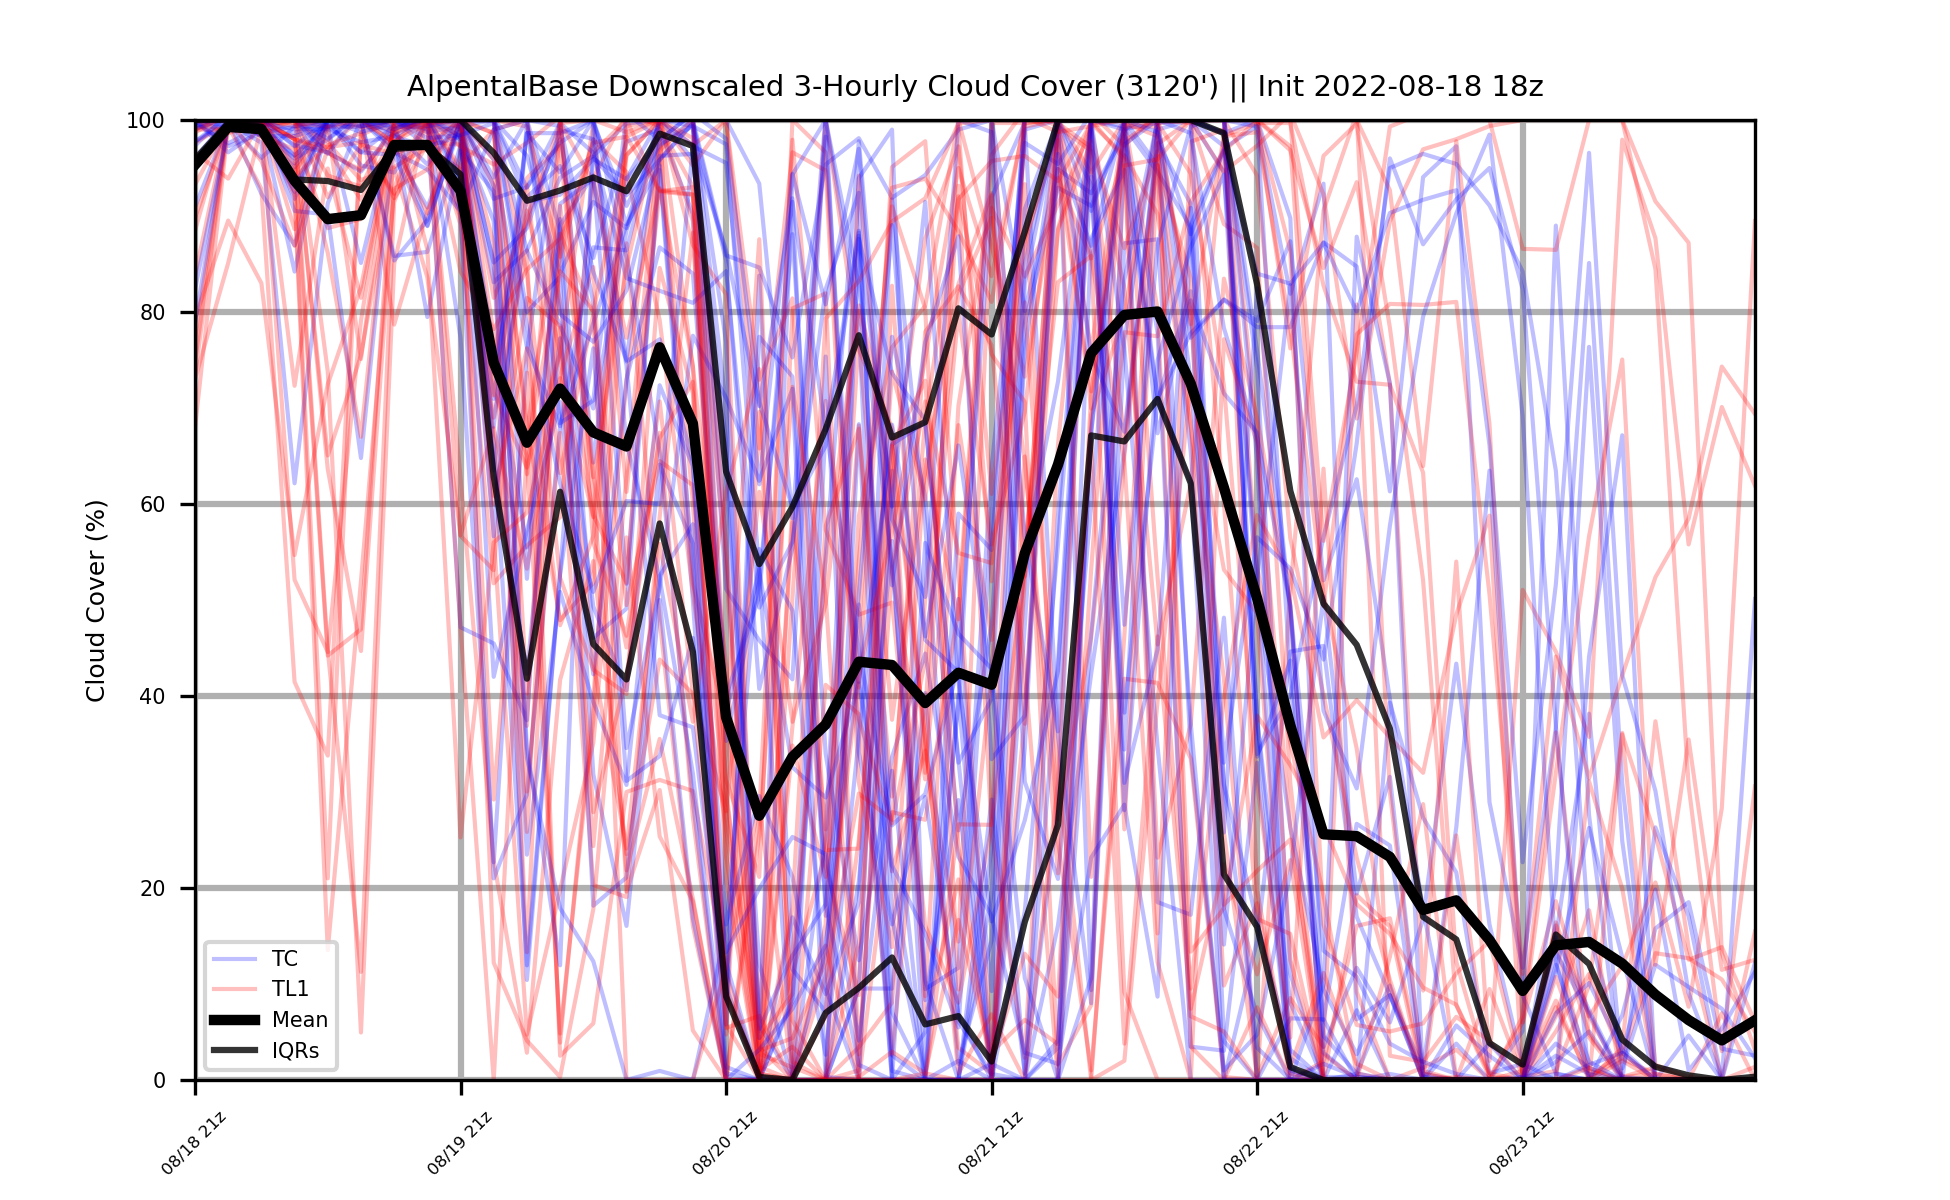 AlpentalBase Downscaled 3-Hourly Cloud Cover (3120') || Init 2022-08-18 18z
Cloud Cover (%)
100
80
60
40
20
0
TC
TL1
Mean
IQRs
08/18 21z
08/19 21z
08/20 21z
08/21 21z
08/22 21z
08/23 21z